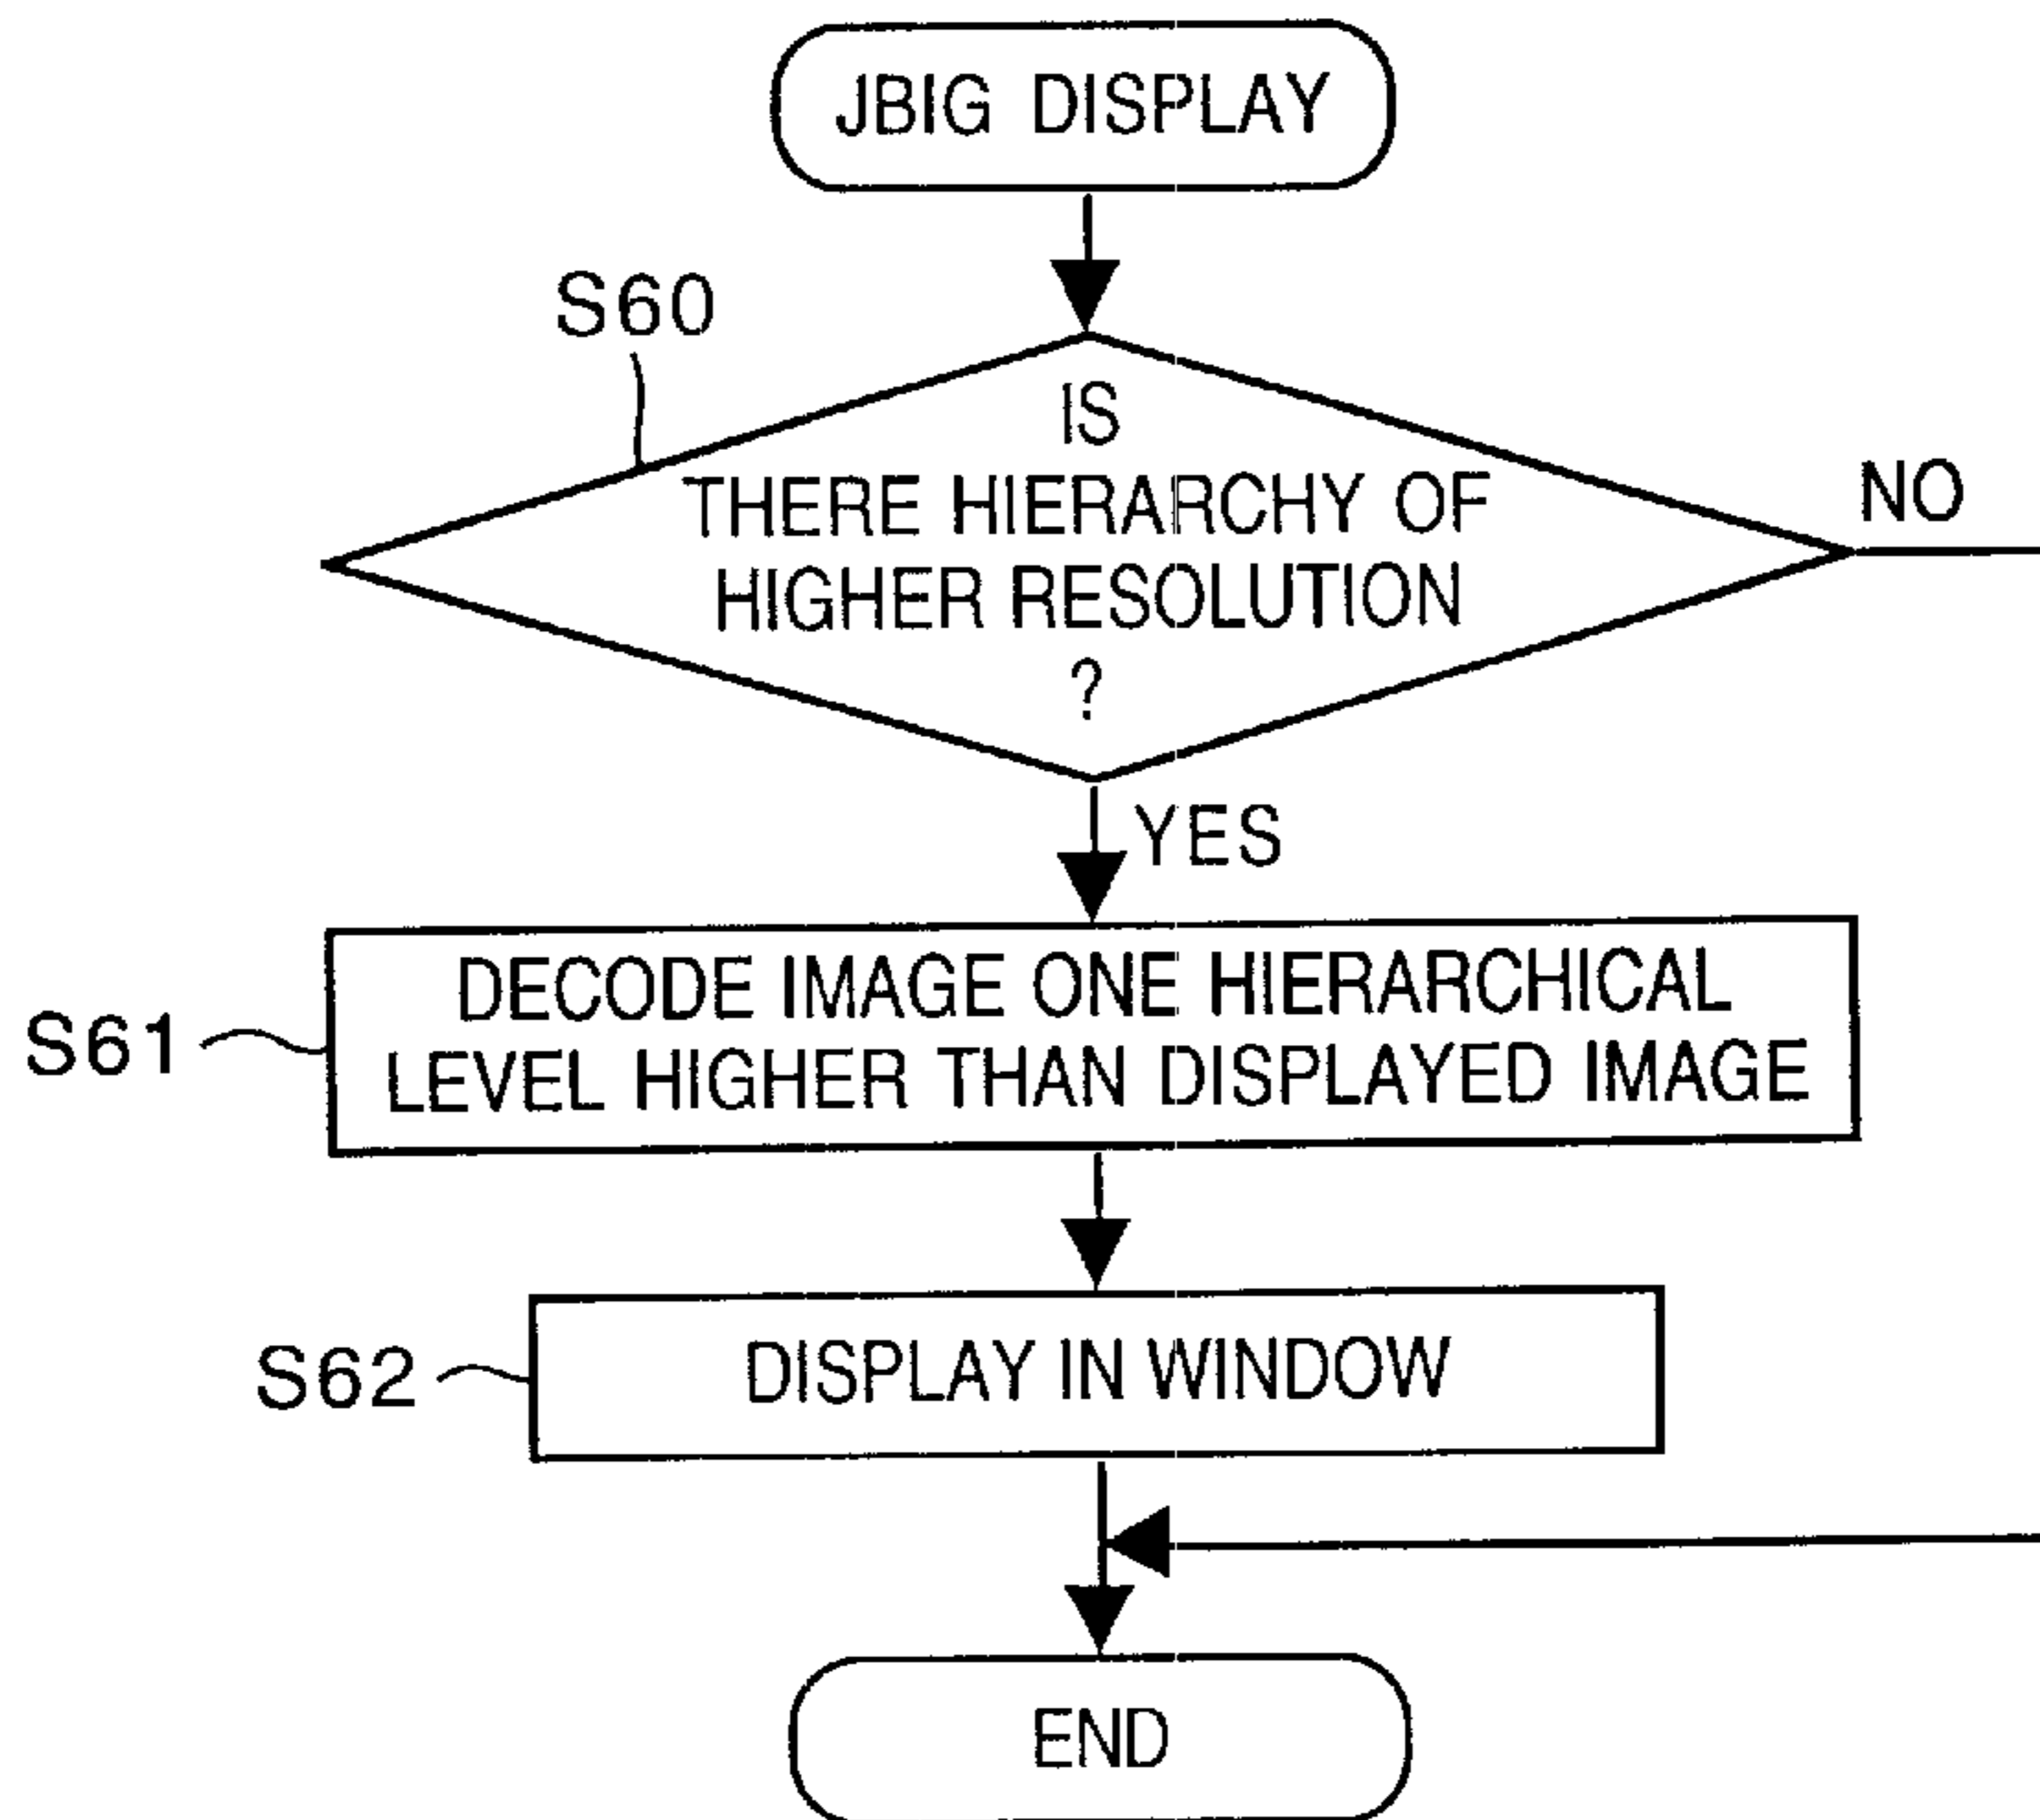 JBIG DISPLAY
S60
IS
THERE HIERARCHY OF
HIGHER RESOLUTION
?
NO
YES
S61
DECODE IMAGE ONE HIERARCHICAL
LEVEL HIGHER THAN DISPLAYED IMAGE
S62
DISPLAY IN WINDOW
END